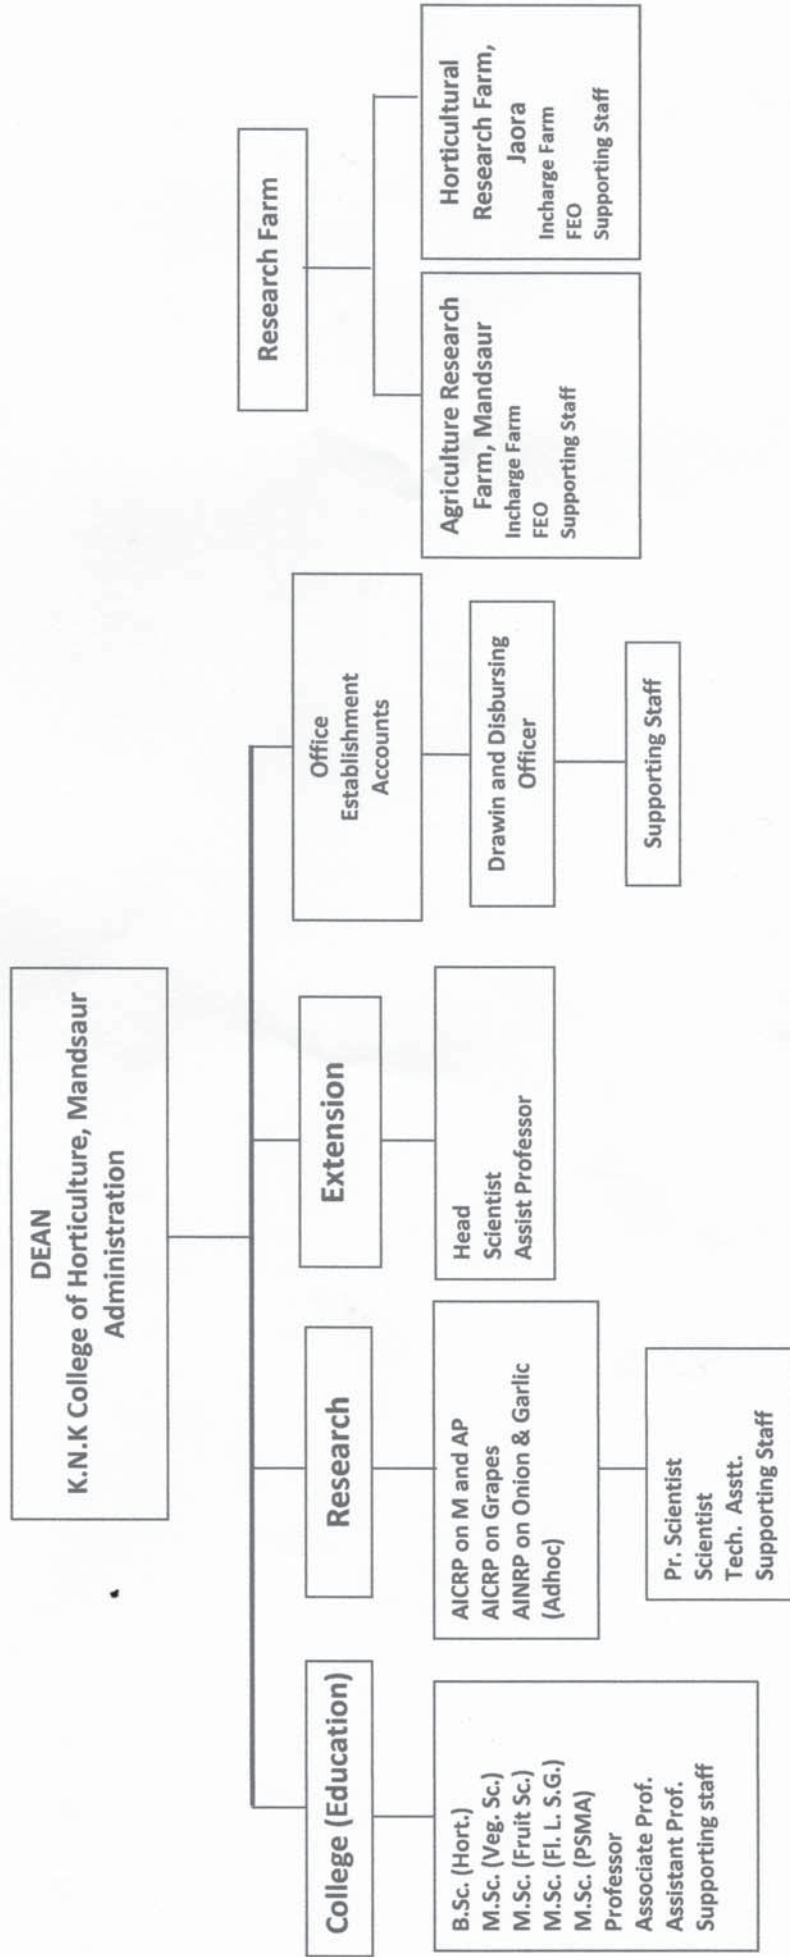 DEAN
K.N.K College of Horticulture, Mandsaur
Administration
College (Education)
B.Sc. (Hort.)
M.Sc. (Veg. Sc.)
M.Sc. (Fruit Sc.)
M.Sc. (Fl. L. S.G.)
M.Sc. (PSMA)
Professor
Associate Prof.
Assistant Prof.
Supporting staff
Research
AICRP on M and AP
AICRP on Grapes
AINRP on Onion & Garlic
(Adhoc)
Pr. Scientist
Scientist
Tech. Asstt.
Supporting Staff
Extension
Head
Scientist
Assist Professor
Office
Establishment
Accounts
Drawin and Disbursing
Officer
Supporting Staff
Research Farm
Agriculture Research
Farm, Mandsaur
Incharge Farm
FEO
Supporting Staff
Horticultural
Research Farm,
Jaora
Incharge Farm
FEO
Supporting Staff